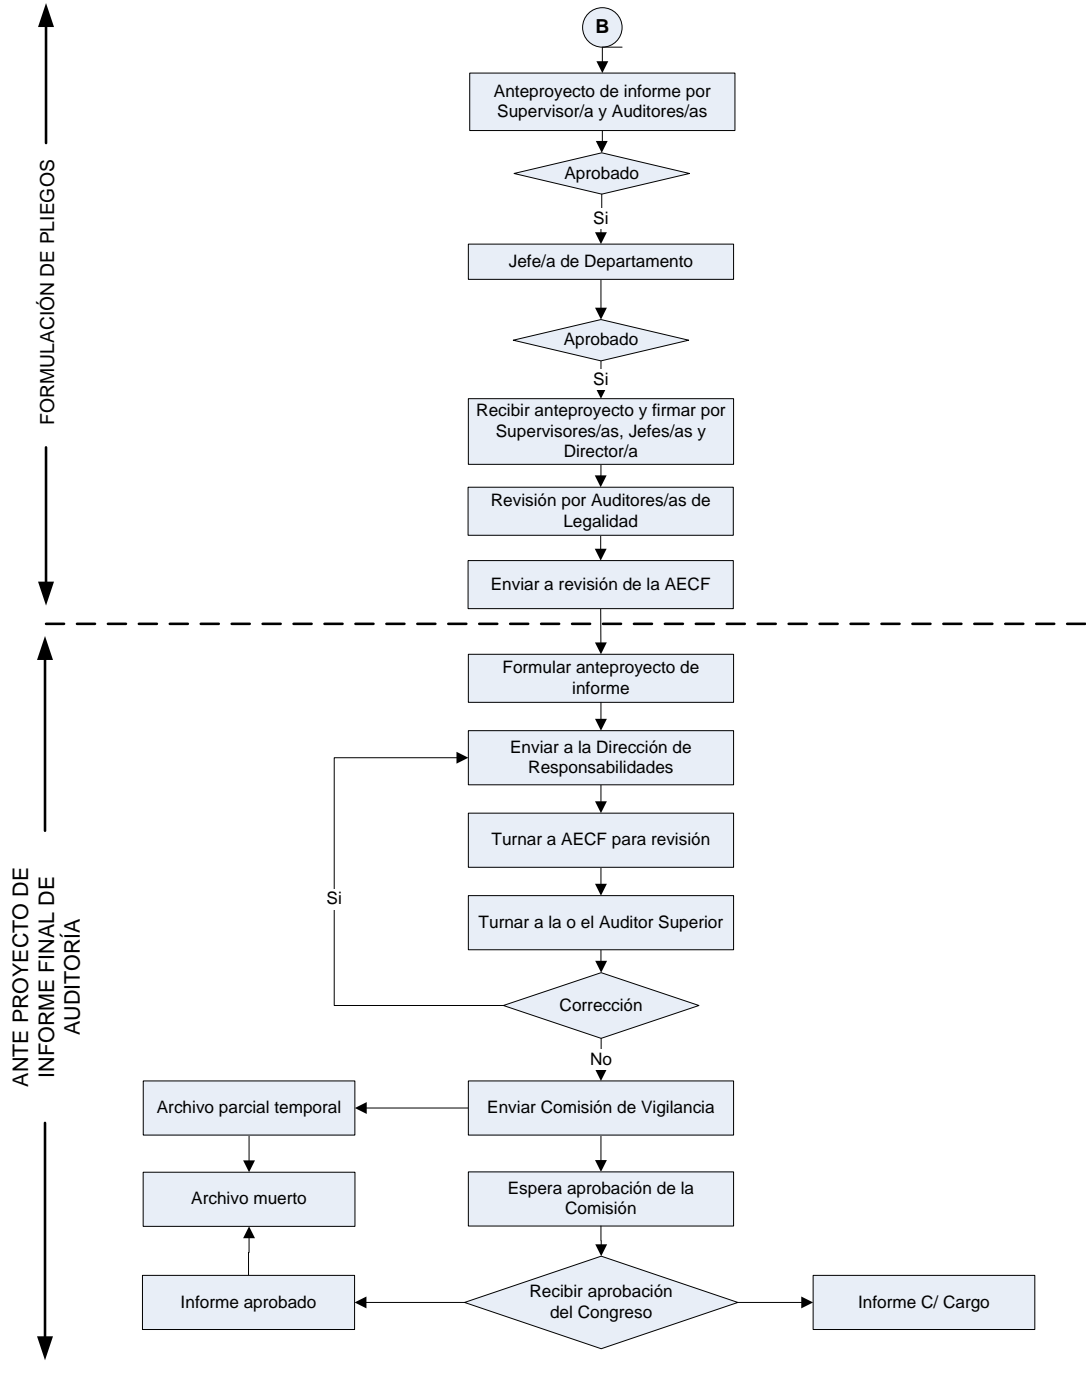 B
Anteproyecto de informe por
Supervisor/a y Auditores/as
Aprobado
Si
Jefe/a de Departamento
Aprobado
Si
Recibir anteproyecto y firmar por
Supervisores/as, Jefes/as y
Director/a
Revisión por Auditores/as de
Legalidad
Enviar a revisión de la AECF
FORMULACIÓN DE PLIEGOS
Formular anteproyecto de
informe
Enviar a la Dirección de
Responsabilidades
Turnar a AECF para revisión
Si
Turnar a la o el Auditor Superior
Corrección
No
ANTE PROYECTO DE
INFORME FINAL DE
AUDITORÍA
Archivo parcial temporal
Enviar Comisión de Vigilancia
Archivo muerto
Espera aprobación de la
Comisión
Informe aprobado
Recibir aprobación
del Congreso
Informe C/ Cargo